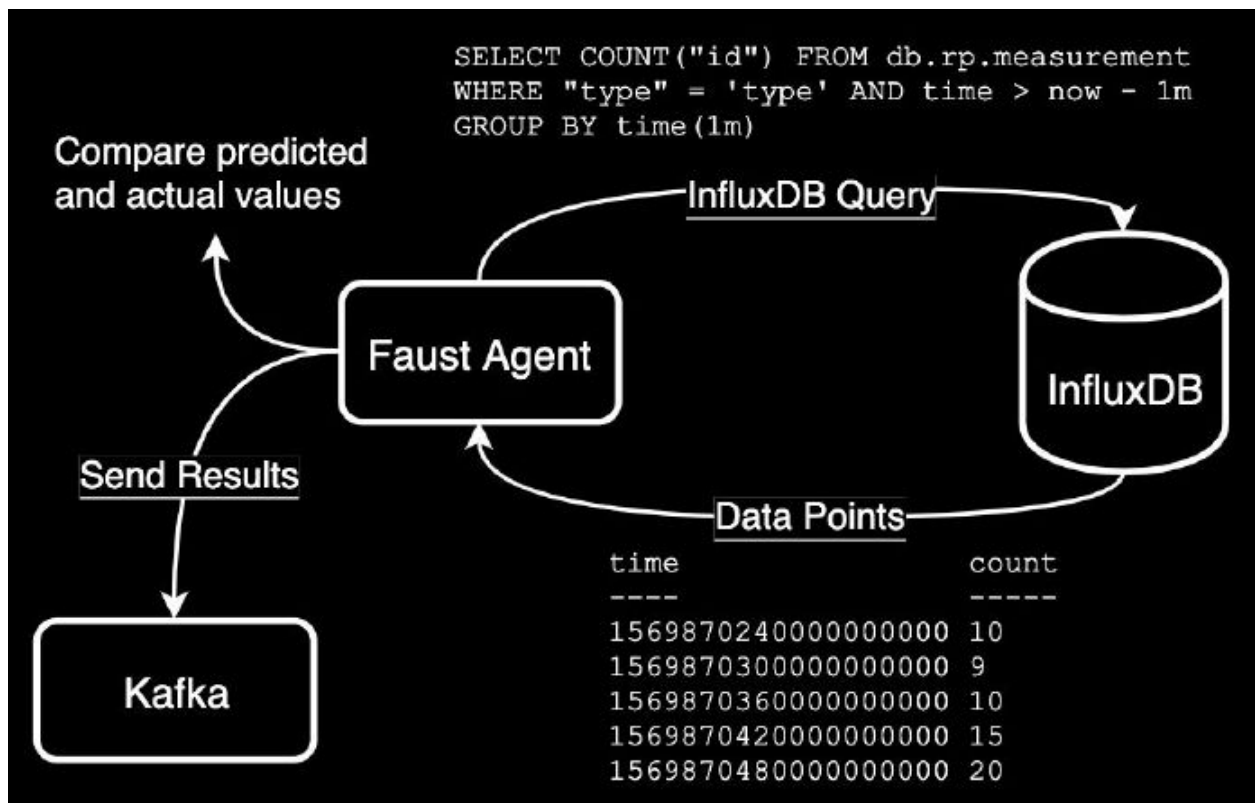 SELECT COUNT("id") FROM db.rp.measurement
WHERE "type" = 'type' AND time > now - 1m
GROUP BY time(1m)
Compare predicted
and actual values
InfluxDB Query
Faust Agent
InfluxDB
Send Results
Data Points
time count
---- -----
1569870240000000000 10
1569870300000000000 9
1569870360000000000 10
1569870420000000000 15
1569870480000000000 20
Kafka